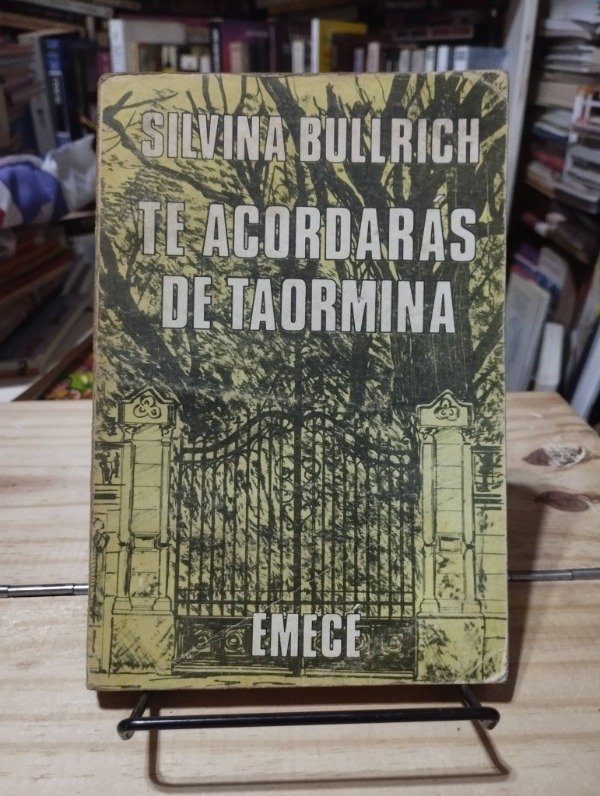 SILVINA BULLRICH
TE ACORDARÁS
DE TAORMINA
EMECÉ